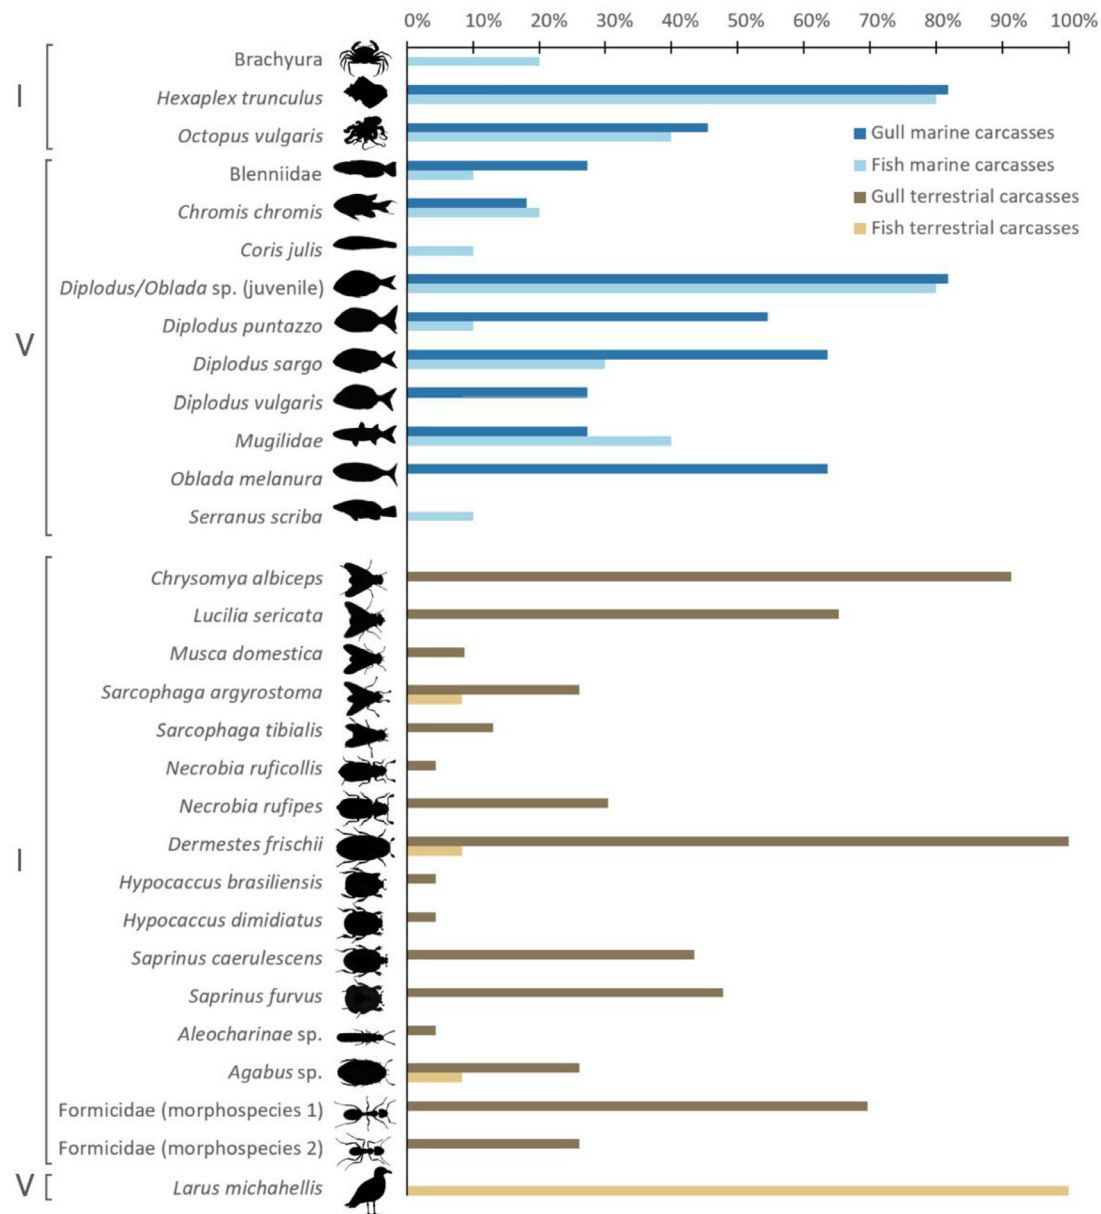 0% 10% 20% 30% 40% 50% 60% 70% 80% 90% 100%
I
Brachyura
Hexaplex trunculus
Octopus vulgaris
Gull marine carcasses
Fish marine carcasses
Gull terrestrial carcasses
Fish terrestrial carcasses
V
Blenniidae
Chromis chromis
Coris julis
Diplodus/Oblada sp. (juvenile)
Diplodus puntazzo
Diplodus sargo
Diplodus vulgaris
Mugilidae
Oblada melanura
Serranus scriba
I
Chrysomya albiceps
Lucilia sericata
Musca domestica
Sarcophaga argyrostoma
Sarcophaga tibialis
Necrobia ruficollis
Necrobia rufipes
Dermestes frischii
Hypocaccus brasiliensis
Hypocaccus dimidiatus
Saprinus caerulescens
Saprinus furvus
Aleocharinae sp.
Agabus sp.
Formicidae (morphospecies 1)
Formicidae (morphospecies 2)
V
Larus michahellis